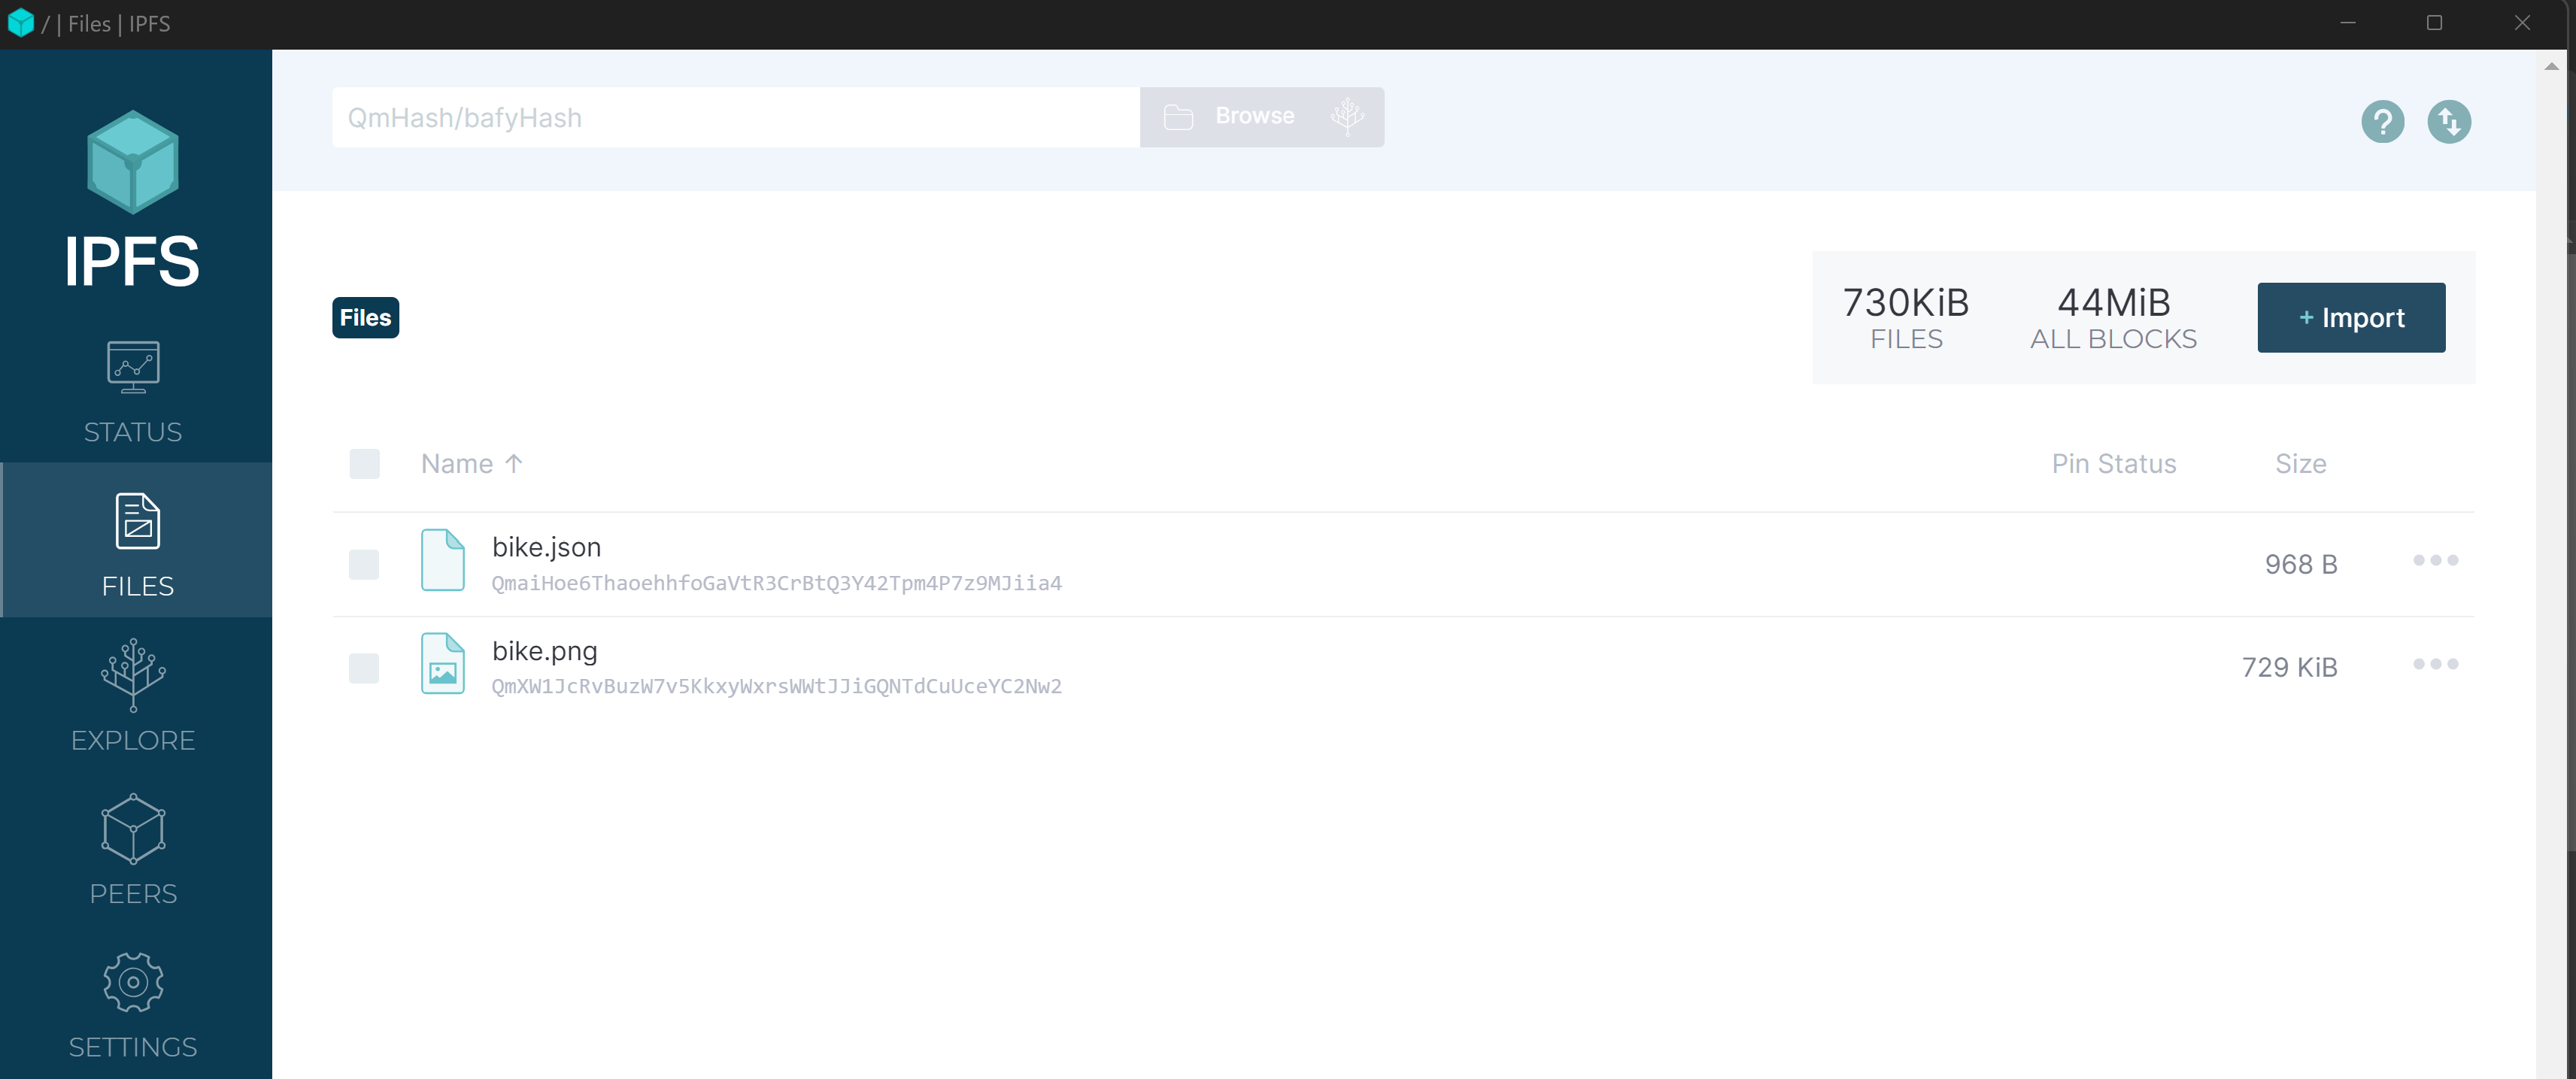 / | Files | IPFS
IPFS
STATUS
FILES
EXPLORE
PEERS
SETTINGS
QmHash/bafyHash
Browse
?
Files
730KiB
FILES
44MiB
ALL BLOCKS
+ Import
Name ↑
Pin Status
Size
bike.json
QmaiHoe6ThaoehhfoGaVtR3CrBtQ3Y42Tpm4P7z9MJiia4
968 B
bike.png
QmXW1JcRvBuzW7v5KkxyWxrsWWtJJiGQNTdCuUceYC2Nw2
729 KiB